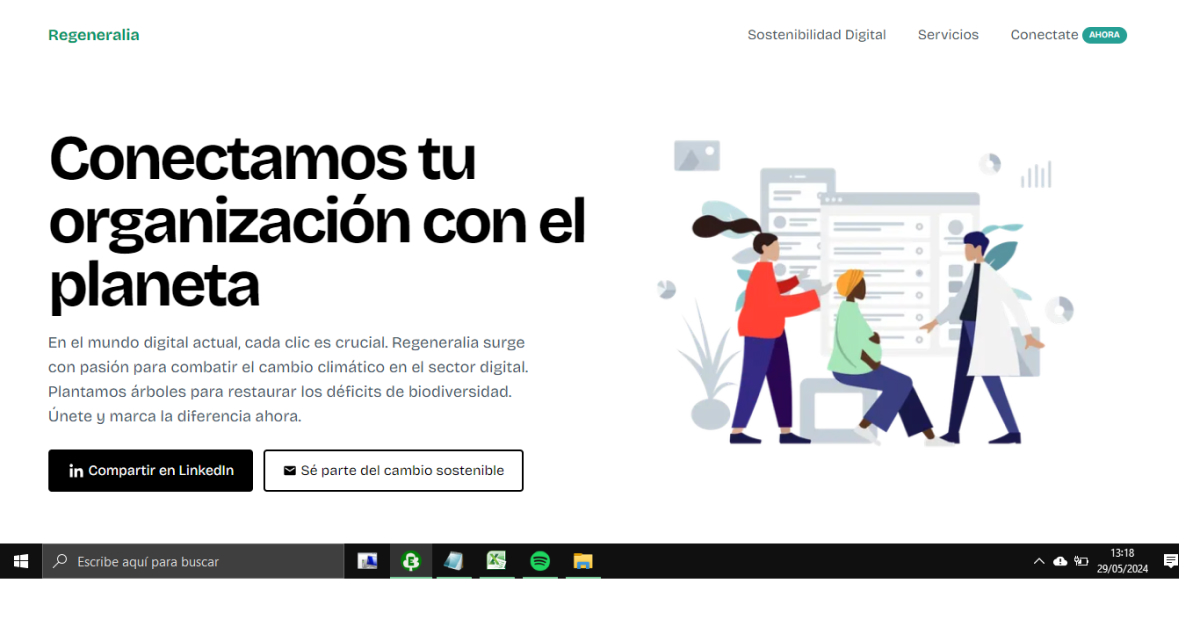 Regeneralia
Sostenibilidad Digital
Servicios
Conectate AHORA
Conectamos tu
organización con el
planeta
En el mundo digital actual, cada clic es crucial. Regeneralia surge
con pasión para combatir el cambio climático en el sector digital.
Plantamos árboles para restaurar los déficits de biodiversidad.
Únete y marca la diferencia ahora.
in Compartir en LinkedIn
Sé parte del cambio sostenible
Escribe aquí para buscar
13:18
29/05/2024